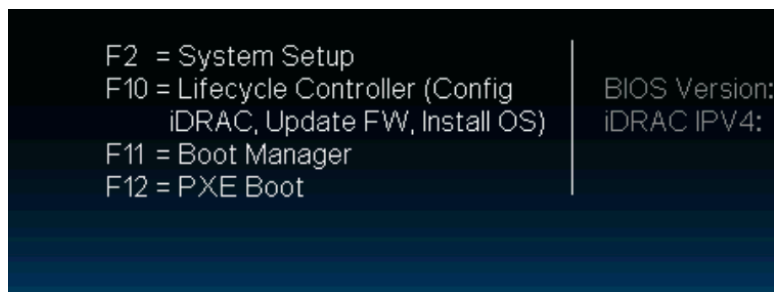 F2 = System Setup
F10 = Lifecycle Controller (Config
iDRAC, Update FW, Install OS)
F11 = Boot Manager
F12 = PXE Boot
BIOS Version:
iDRAC IPV4: